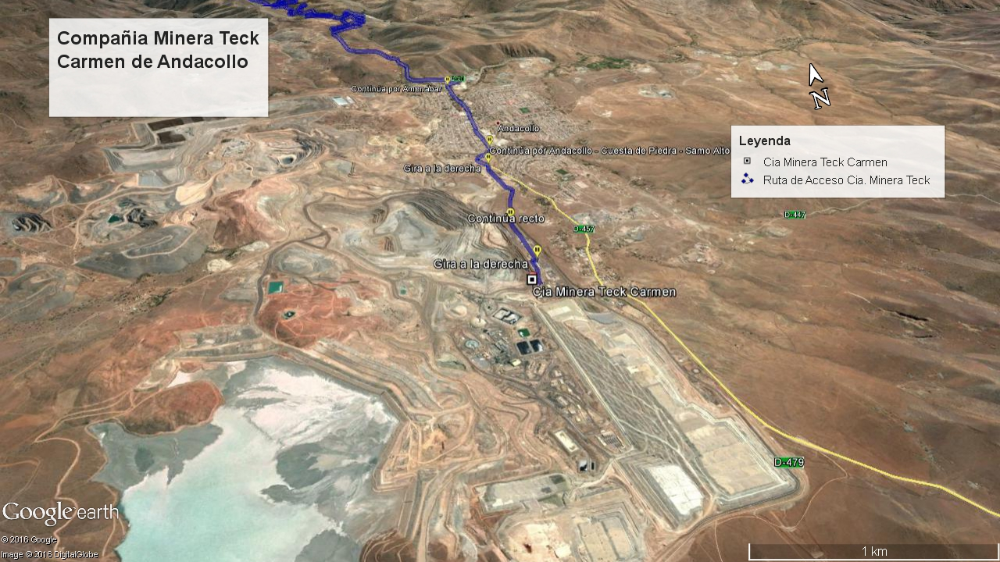 Compañia Minera Teck
Carmen de Andacollo
Continúa por Amenábar
Andacollo
Continúa por Andacollo - Cuesta de Piedra - Samo Alto
Gira a la derecha
N
Leyenda
Cia Minera Teck Carmen
Ruta de Acceso Cia. Minera Teck
D-447
Continúa recto
D-457
Gira a la derecha
Cia Minera Teck Carmen
D-479
Google earth
© 2016 Google
Image © 2016 DigitalGlobe
1 km